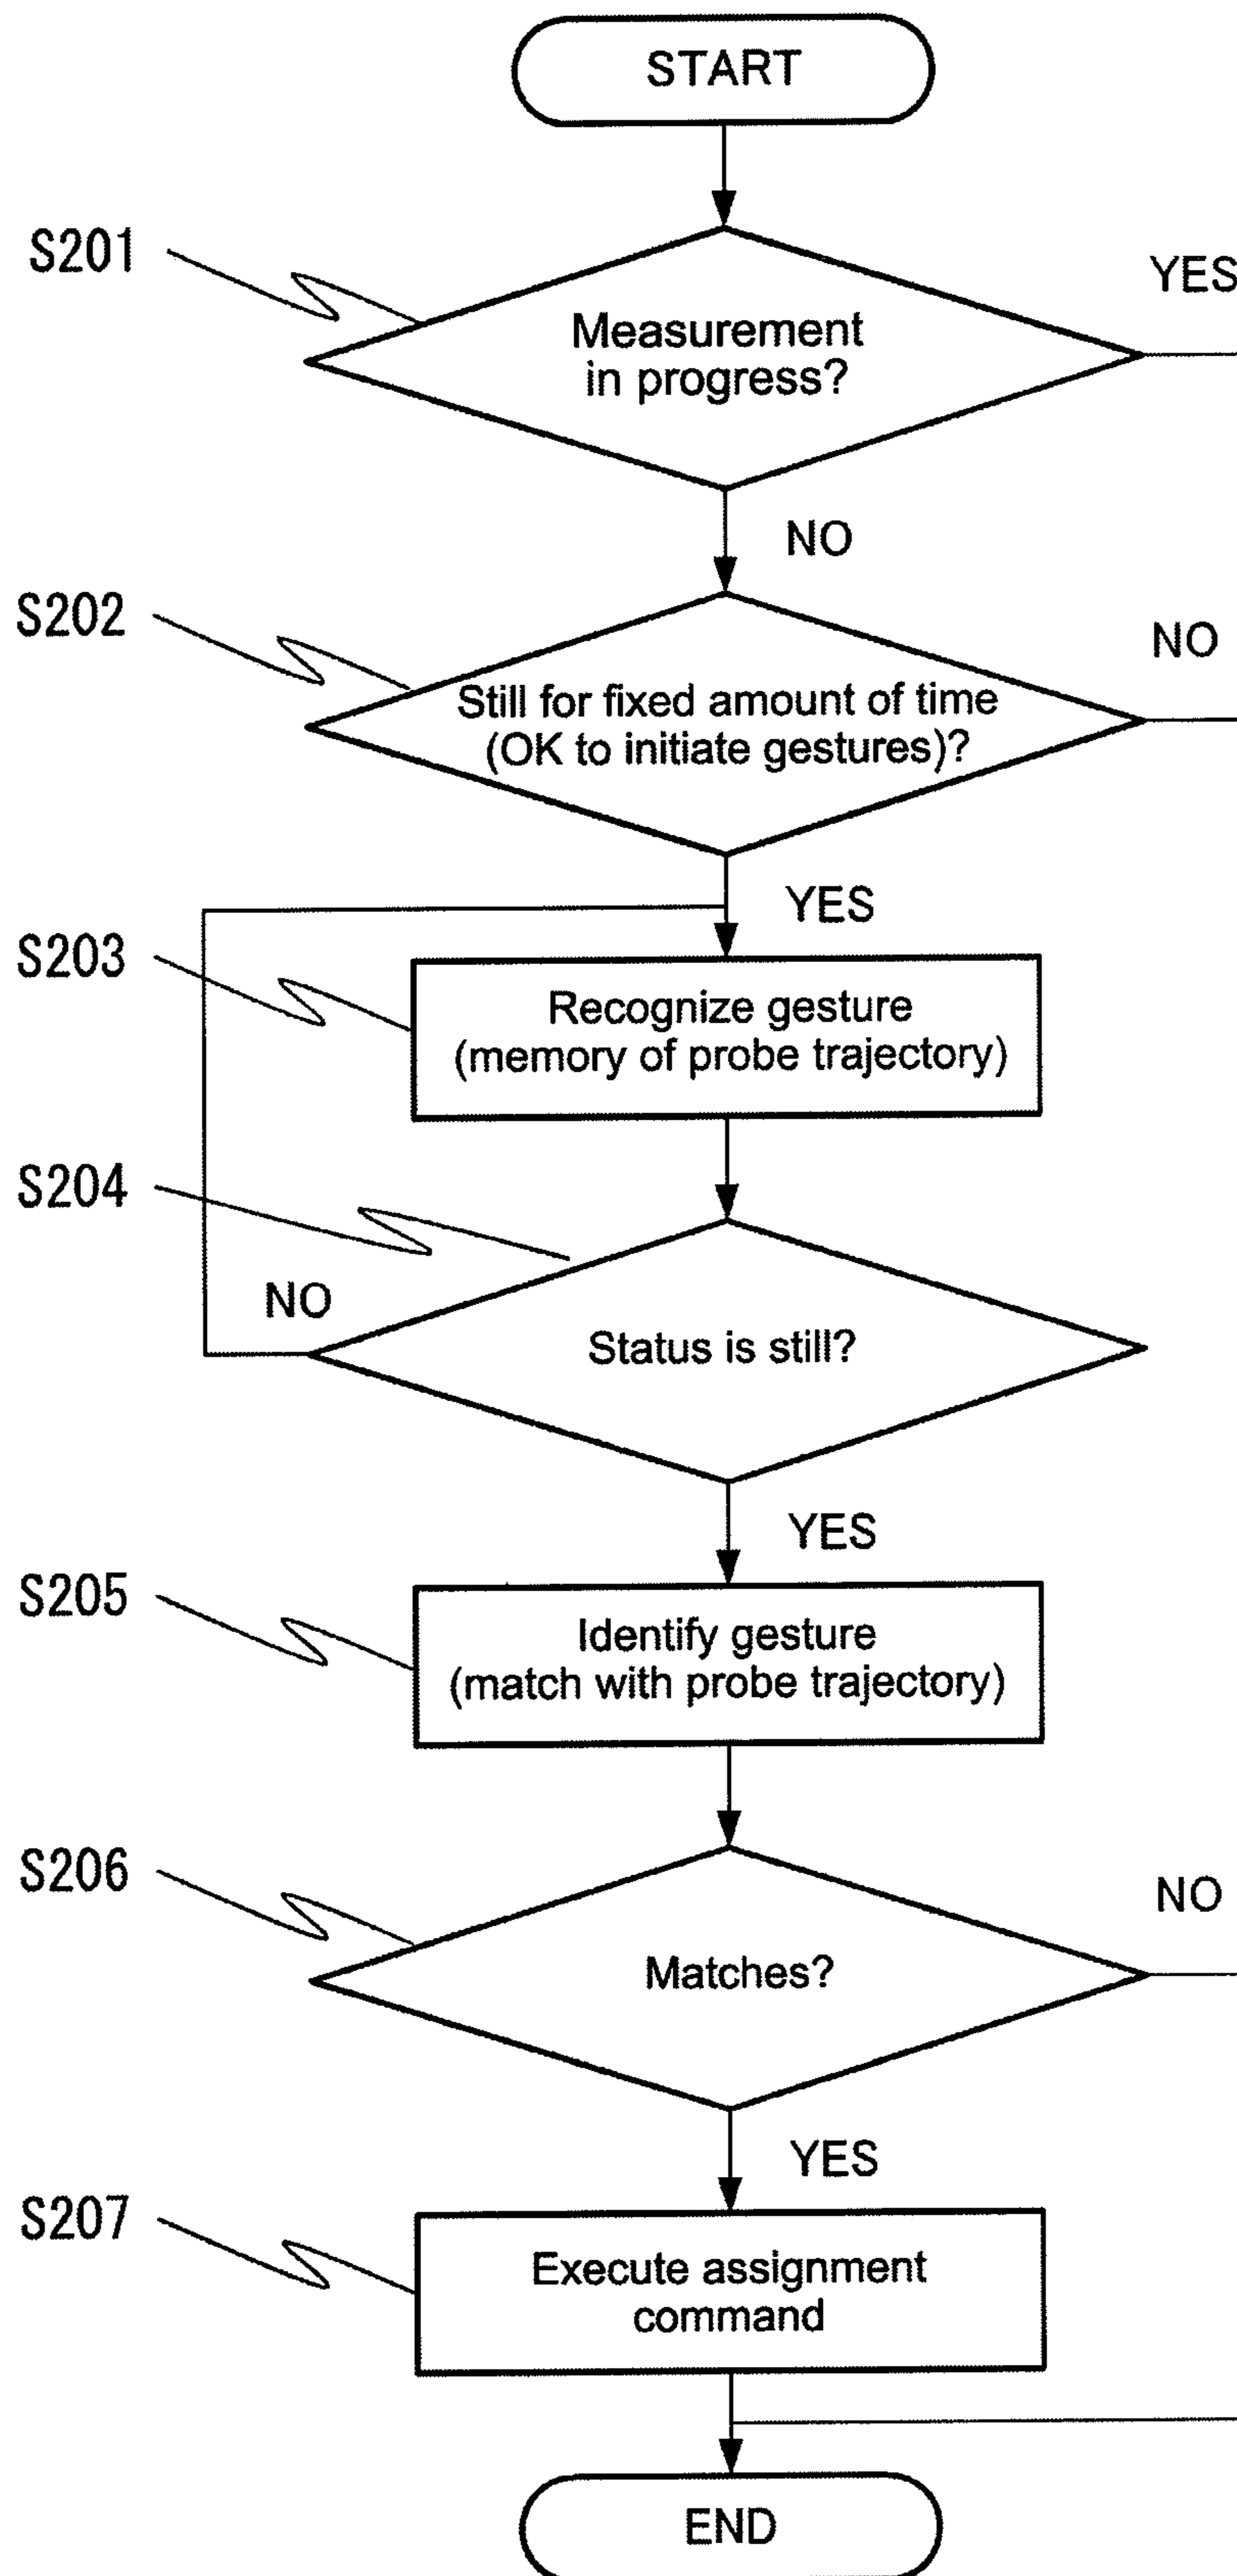 START
S201
YES
Measurement
in progress?
NO
S202
NO
Still for fixed amount of time
(OK to initiate gestures)?
YES
S203
Recognize gesture
(memory of probe trajectory)
S204
NO
Status is still?
YES
S205
Identify gesture
(match with probe trajectory)
S206
NO
Matches?
YES
S207
Execute assignment
command
END